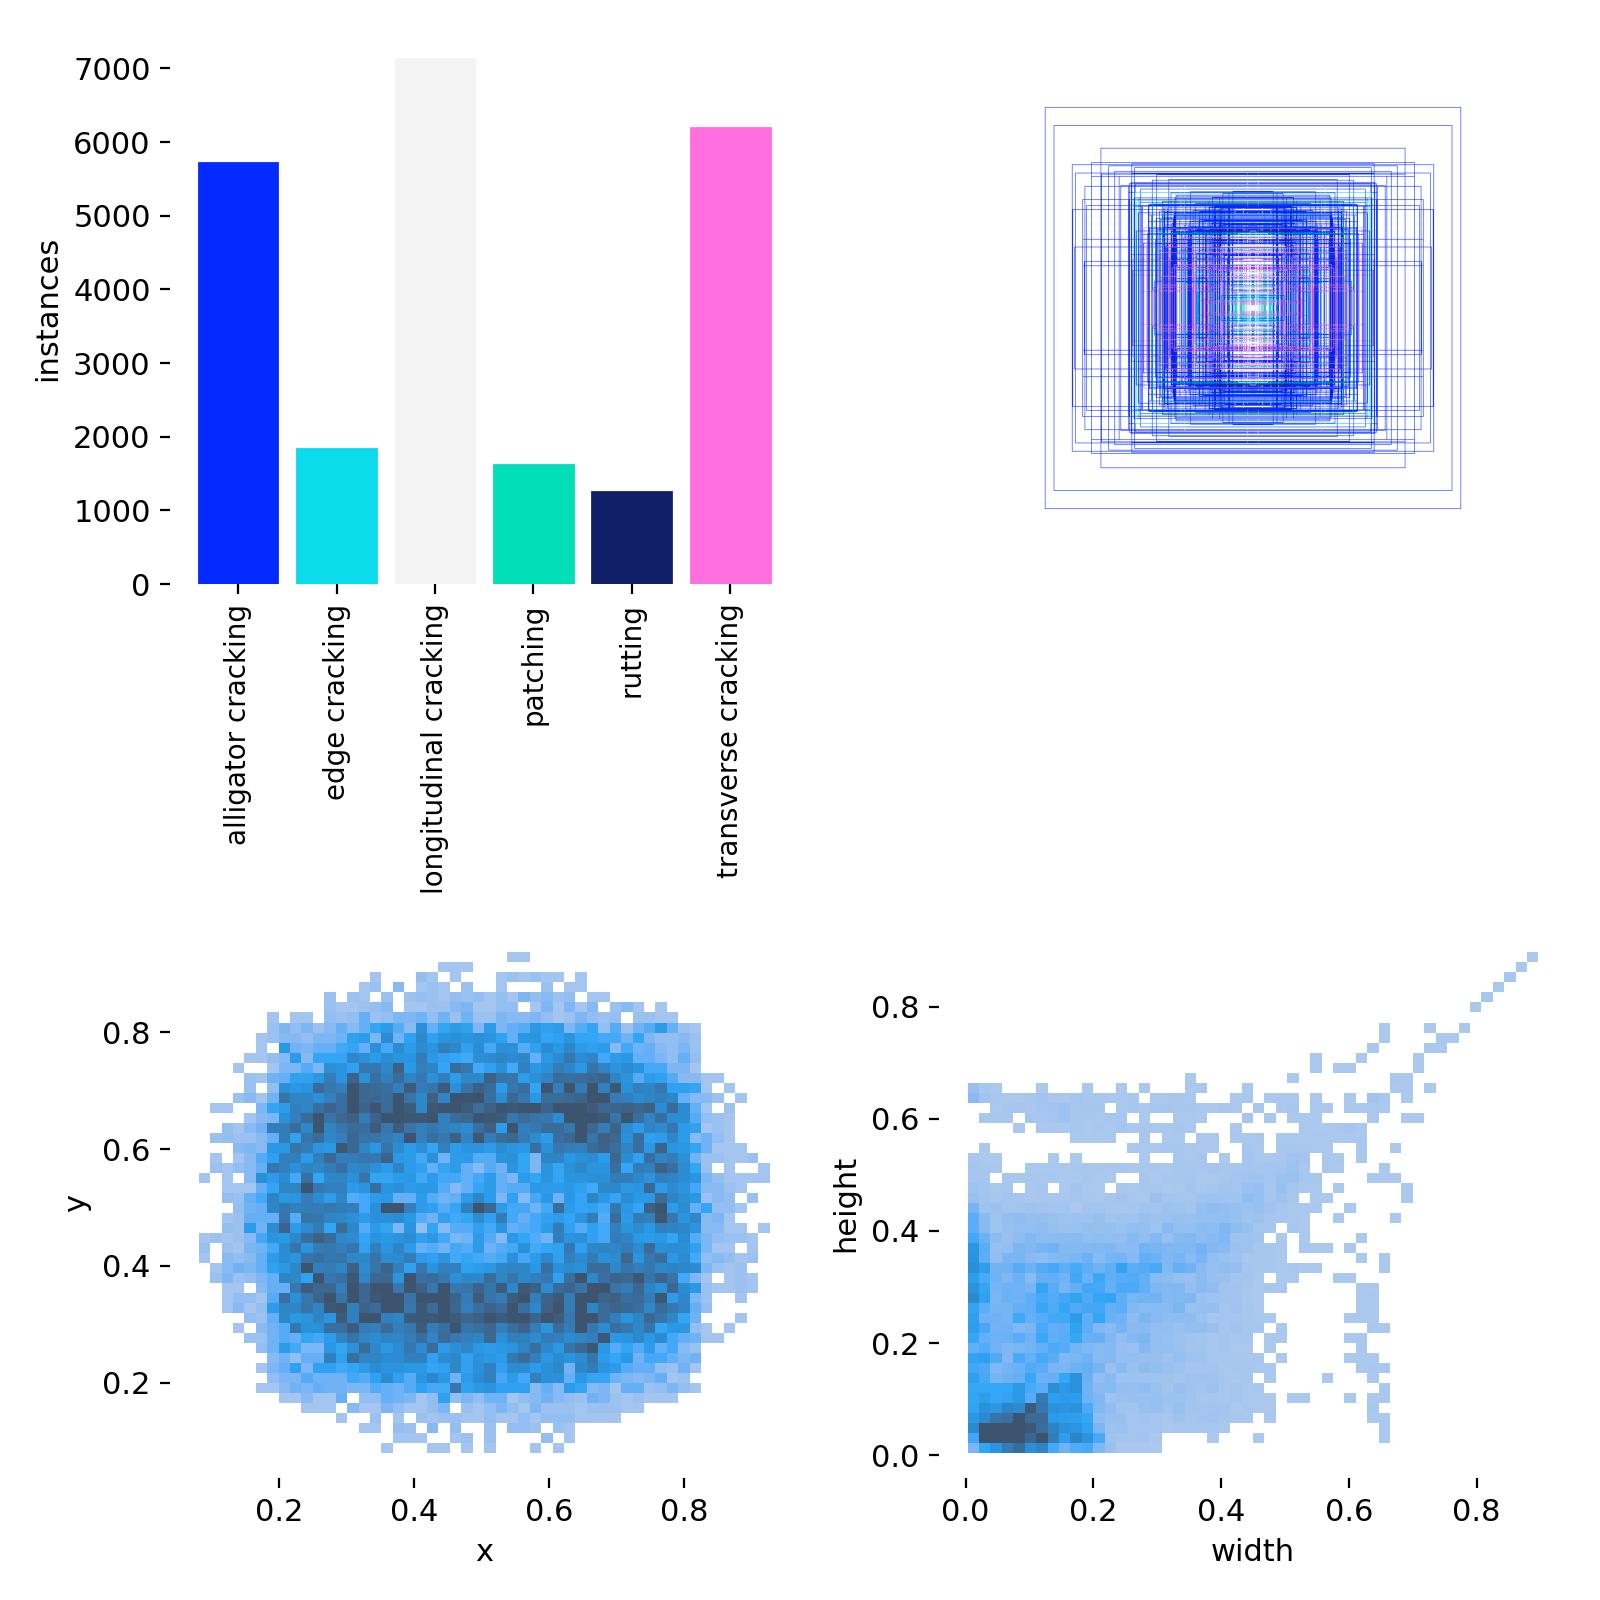 7000
6000
5000
4000
3000
2000
1000
0
instances
alligator cracking
edge cracking
longitudinal cracking
patching
rutting
transverse cracking
0.8
0.6
0.4
0.2
y
0.2 0.4 0.6 0.8
x
0.8
0.6
0.4
0.2
0.0
height
0.0 0.2 0.4 0.6 0.8
width